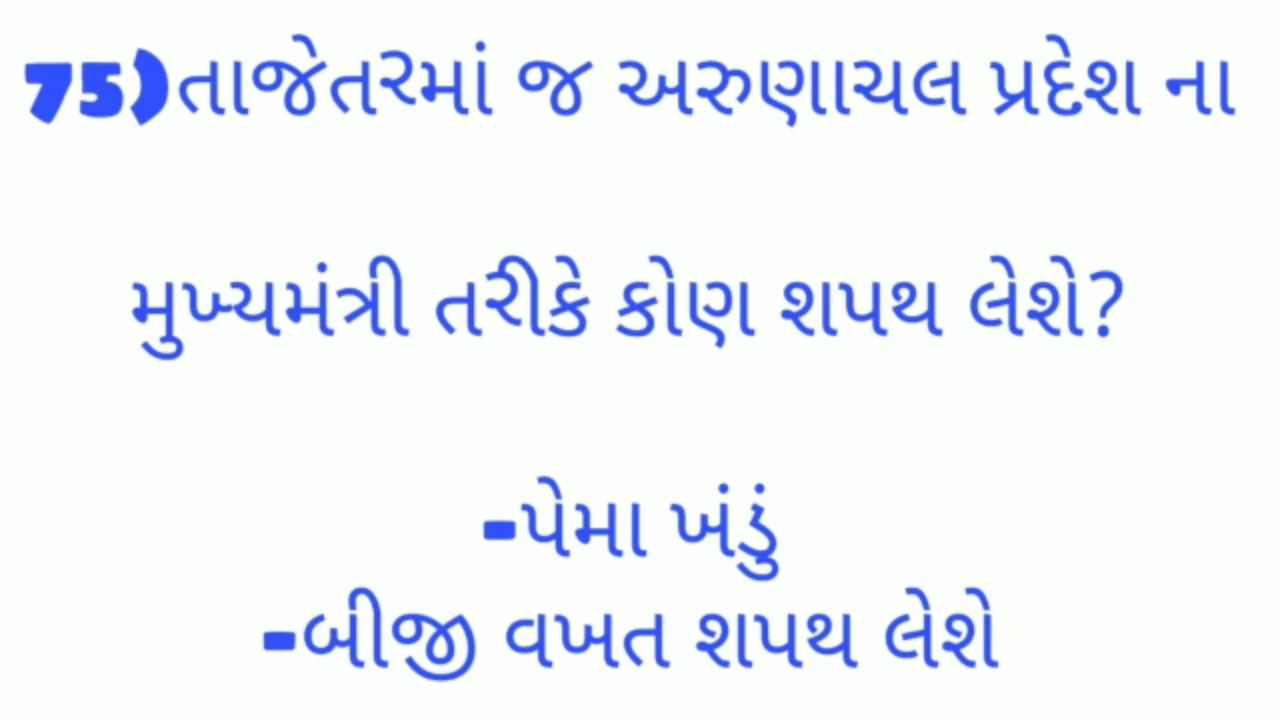 75)તાજેતરમાં જ અરુણાચલ પ્રદેશ ના
મુખ્યમંત્રી તરીકે કોણ શપથ લેશે?
-પેમા ખંડું
-બીજી વખત શપથ લેશે